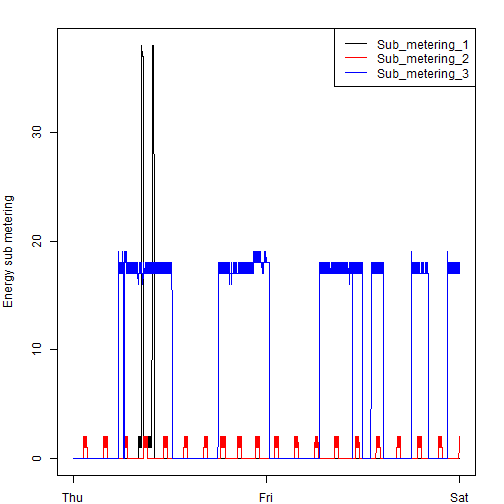 Sub_metering_1
Sub_metering_2
Sub_metering_3
Energy sub metering
30
20
10
0
Thu Fri Sat